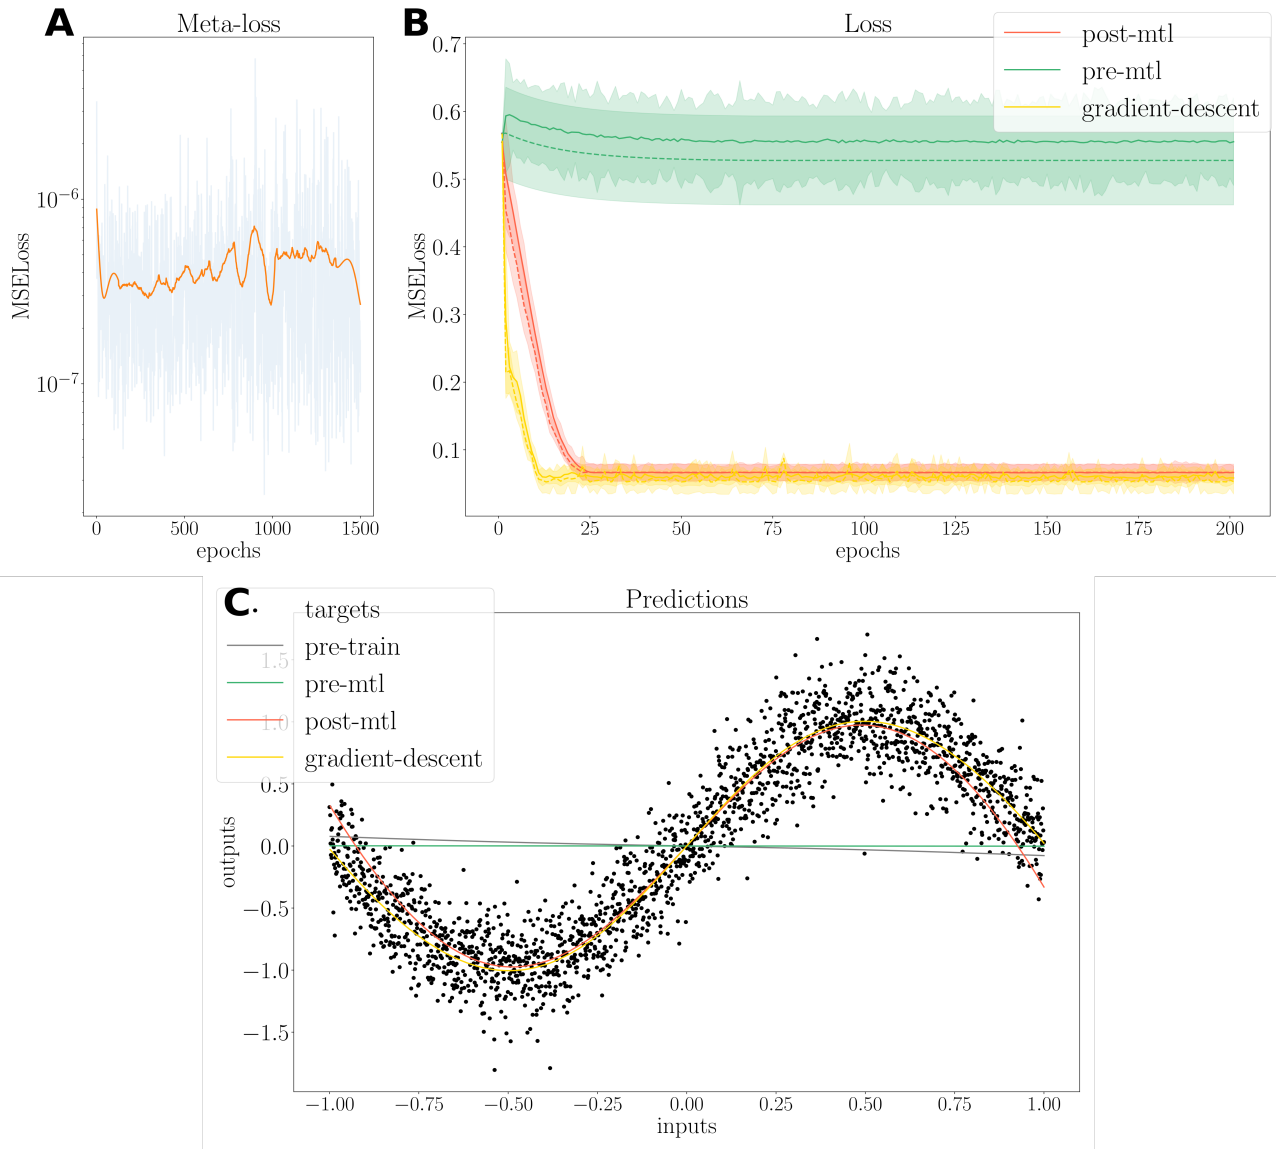 A
Meta-loss
MSELoss
10⁻⁶
10⁻⁷
0 500 1000 1500
epochs
B
Loss
post-mtl
pre-mtl
gradient-descent
MSELoss
0.7
0.6
0.5
0.4
0.3
0.2
0.1
0 25 50 75 100 125 150 175 200
epochs
C.
Predictions
targets
pre-train
pre-mtl
post-mtl
gradient-descent
outputs
1.5
1.0
0.5
0.0
−0.5
−1.0
−1.5
−1.00 −0.75 −0.50 −0.25 0.00 0.25 0.50 0.75 1.00
inputs